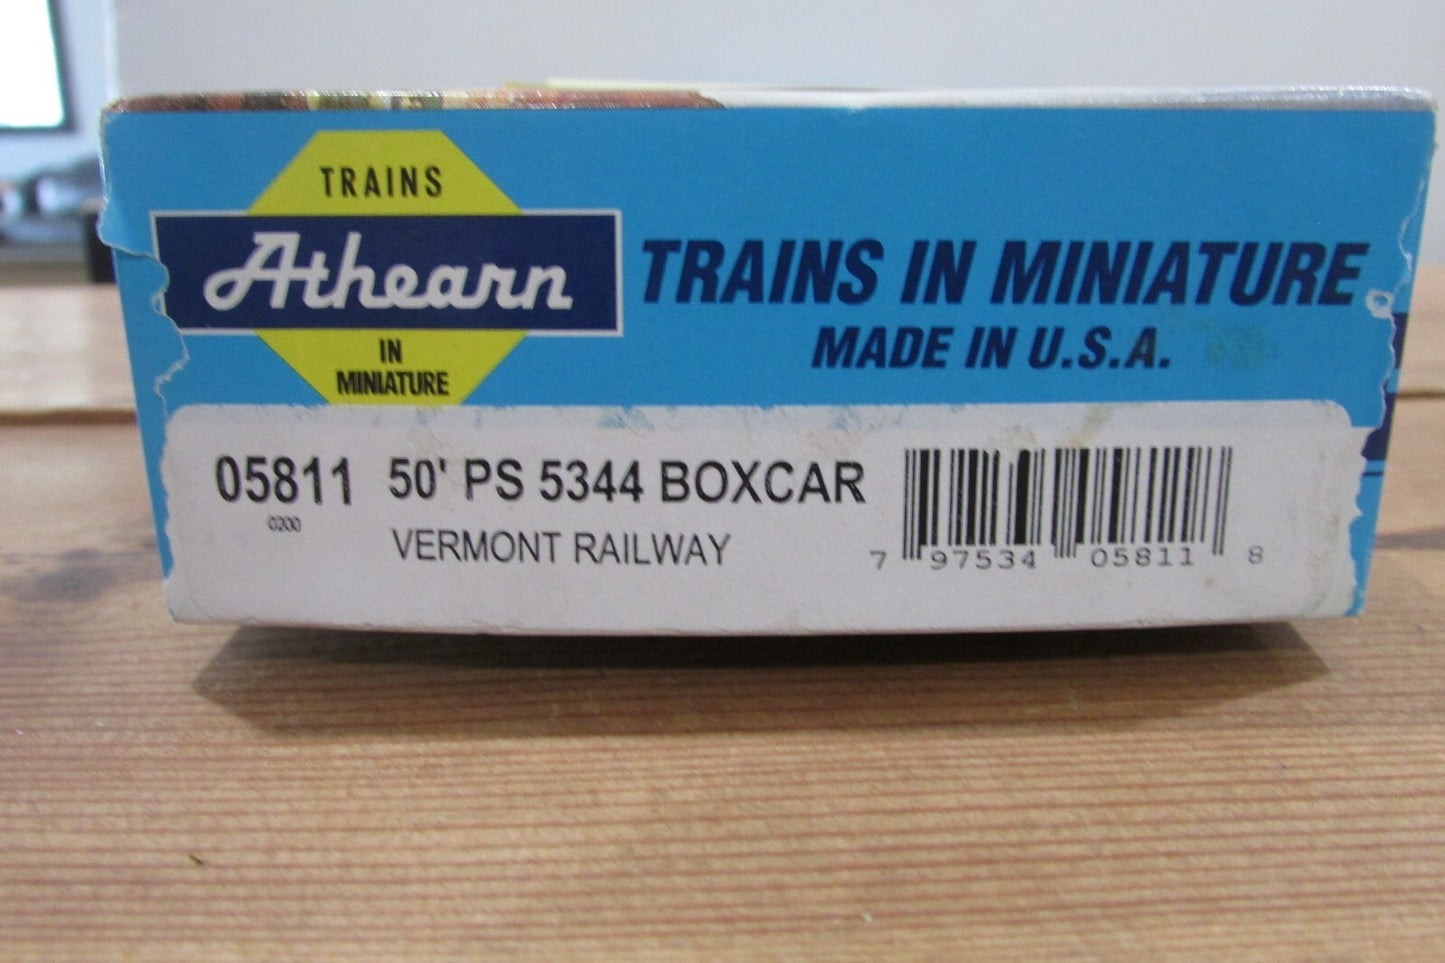 TRAINS
Athearn
IN
MINIATURE
TRAINS IN MINIATURE
MADE IN U.S.A.
05811 50' PS 5344 BOXCAR
0200
VERMONT RAILWAY
7 97534 05811 8